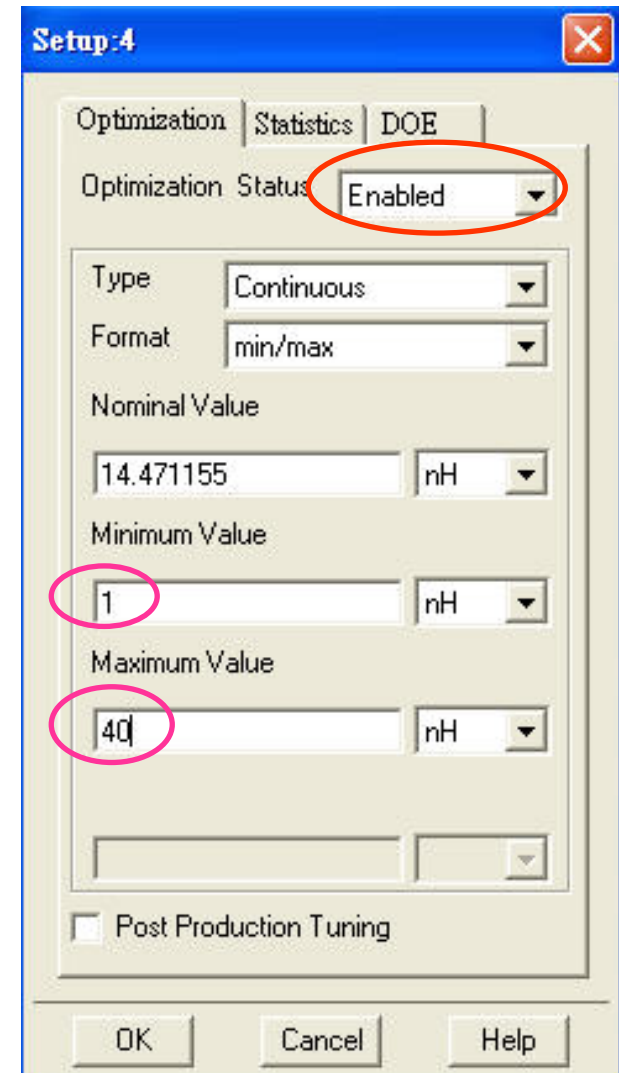 Setup:4
Optimization Statistics DOE
Optimization Status Enabled
Type Continuous
Format min/max
Nominal Value
14.471155 nH
Minimum Value
1 nH
Maximum Value
40 nH
Post Production Tuning
OK Cancel Help